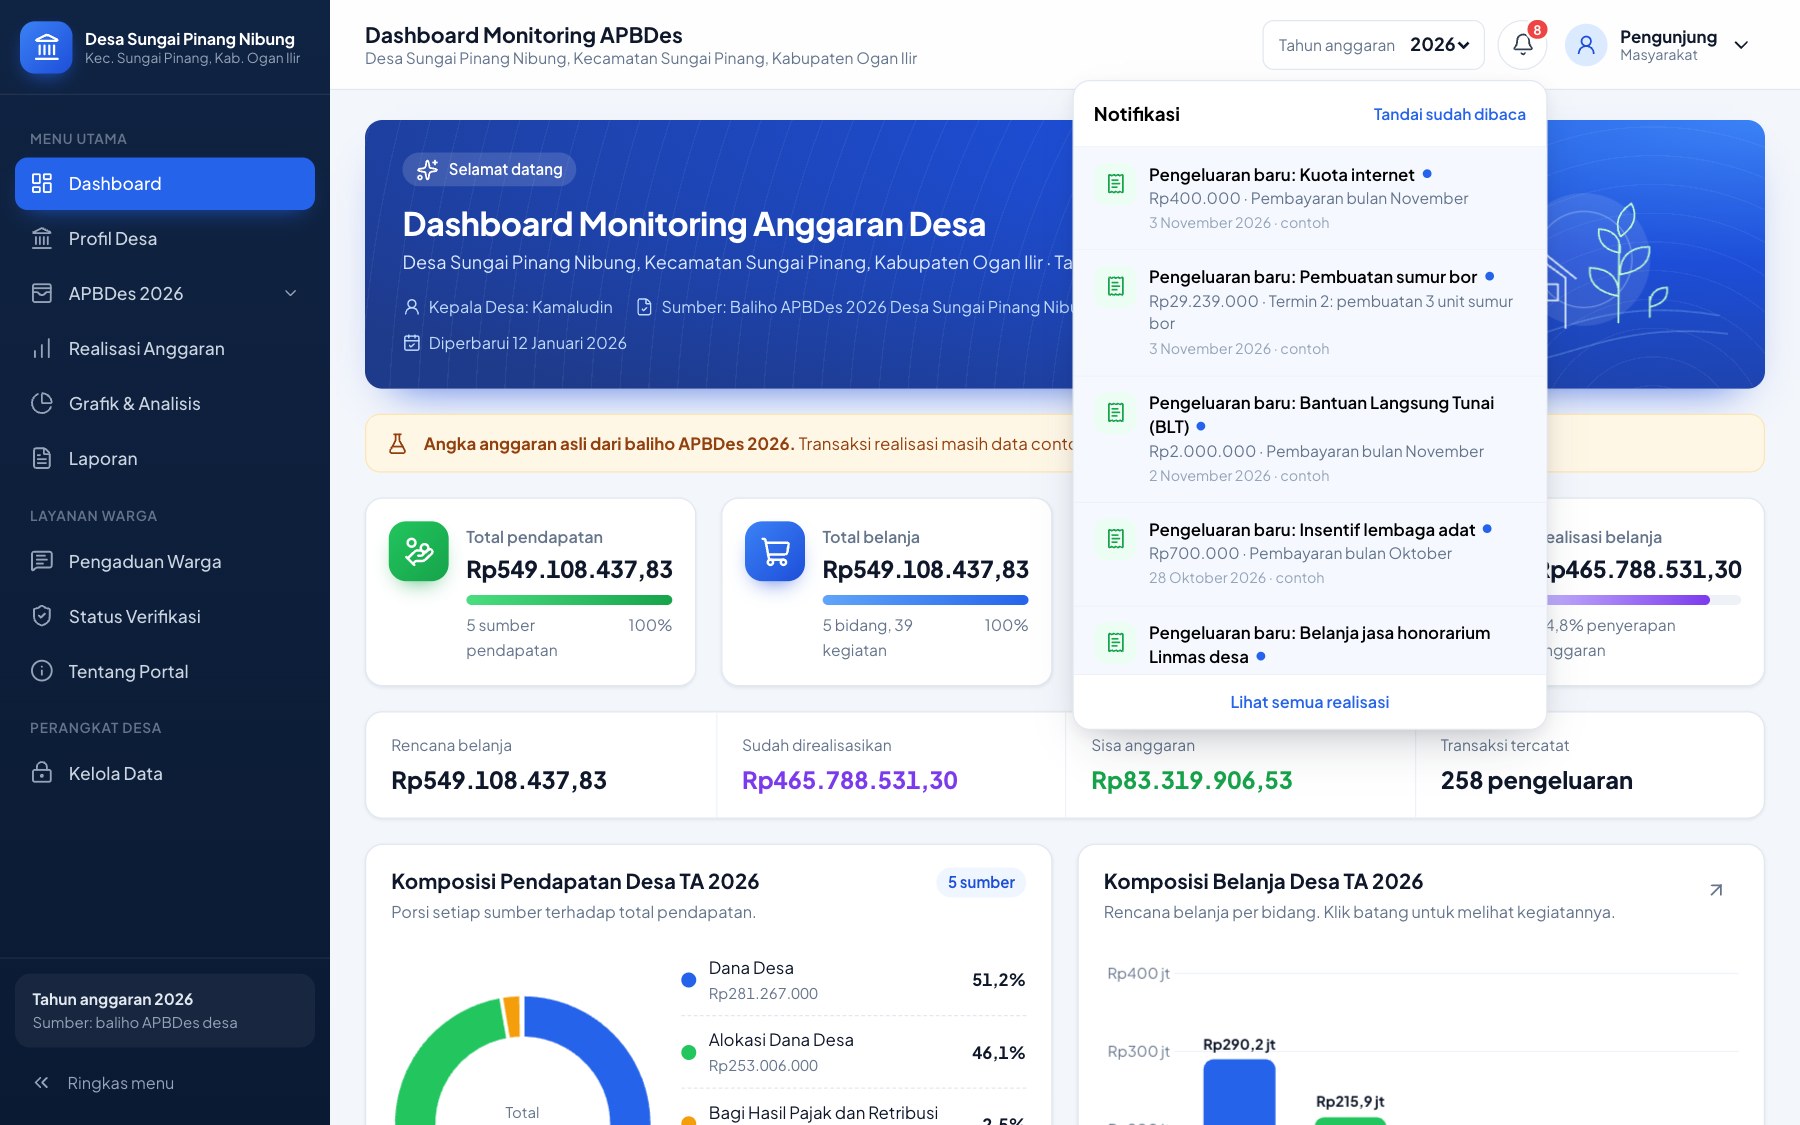 Desa Sungai Pinang Nibung
Kec. Sungai Pinang, Kab. Ogan Ilir
MENU UTAMA
Dashboard
Profil Desa
APBDes 2026
Realisasi Anggaran
Grafik & Analisis
Laporan
LAYANAN WARGA
Pengaduan Warga
Status Verifikasi
Tentang Portal
PERANGKAT DESA
Kelola Data
Tahun anggaran 2026
Sumber: baliho APBDes desa
Ringkas menu
Dashboard Monitoring APBDes
Desa Sungai Pinang Nibung, Kecamatan Sungai Pinang, Kabupaten Ogan Ilir
Tahun anggaran 2026
8
Pengunjung
Masyarakat
Selamat datang
Dashboard Monitoring Anggaran Desa
Desa Sungai Pinang Nibung, Kecamatan Sungai Pinang, Kabupaten Ogan Ilir · Ta
Kepala Desa: Kamaludin
Sumber: Baliho APBDes 2026 Desa Sungai Pinang Nibu
Diperbarui 12 Januari 2026
Notifikasi
Tandai sudah dibaca
Pengeluaran baru: Kuota internet
Rp400.000 · Pembayaran bulan November
3 November 2026 · contoh
Pengeluaran baru: Pembuatan sumur bor
Rp29.239.000 · Termin 2: pembuatan 3 unit sumur
bor
3 November 2026 · contoh
Pengeluaran baru: Bantuan Langsung Tunai
(BLT)
Rp2.000.000 · Pembayaran bulan November
2 November 2026 · contoh
Pengeluaran baru: Insentif lembaga adat
Rp700.000 · Pembayaran bulan Oktober
28 Oktober 2026 · contoh
Pengeluaran baru: Belanja jasa honorarium
Linmas desa
Lihat semua realisasi
Angka anggaran asli dari baliho APBDes 2026. Transaksi realisasi masih data conto
Total pendapatan
Rp549.108.437,83
5 sumber
pendapatan
100%
Total belanja
Rp549.108.437,83
5 bidang, 39
kegiatan
100%
ealisasi belanja
Rp465.788.531,30
4,8% penyerapan
nggaran
Rencana belanja
Rp549.108.437,83
Sudah direalisasikan
Rp465.788.531,30
Sisa anggaran
Rp83.319.906,53
Transaksi tercatat
258 pengeluaran
Komposisi Pendapatan Desa TA 2026
5 sumber
Porsi setiap sumber terhadap total pendapatan.
Total
Dana Desa
Rp281.267.000
51,2%
Alokasi Dana Desa
Rp253.006.000
46,1%
Bagi Hasil Pajak dan Retribusi
2,5%
Komposisi Belanja Desa TA 2026
Rencana belanja per bidang. Klik batang untuk melihat kegiatannya.
Rp400 jt
Rp300 jt
Rp290,2 jt
Rp215,9 jt